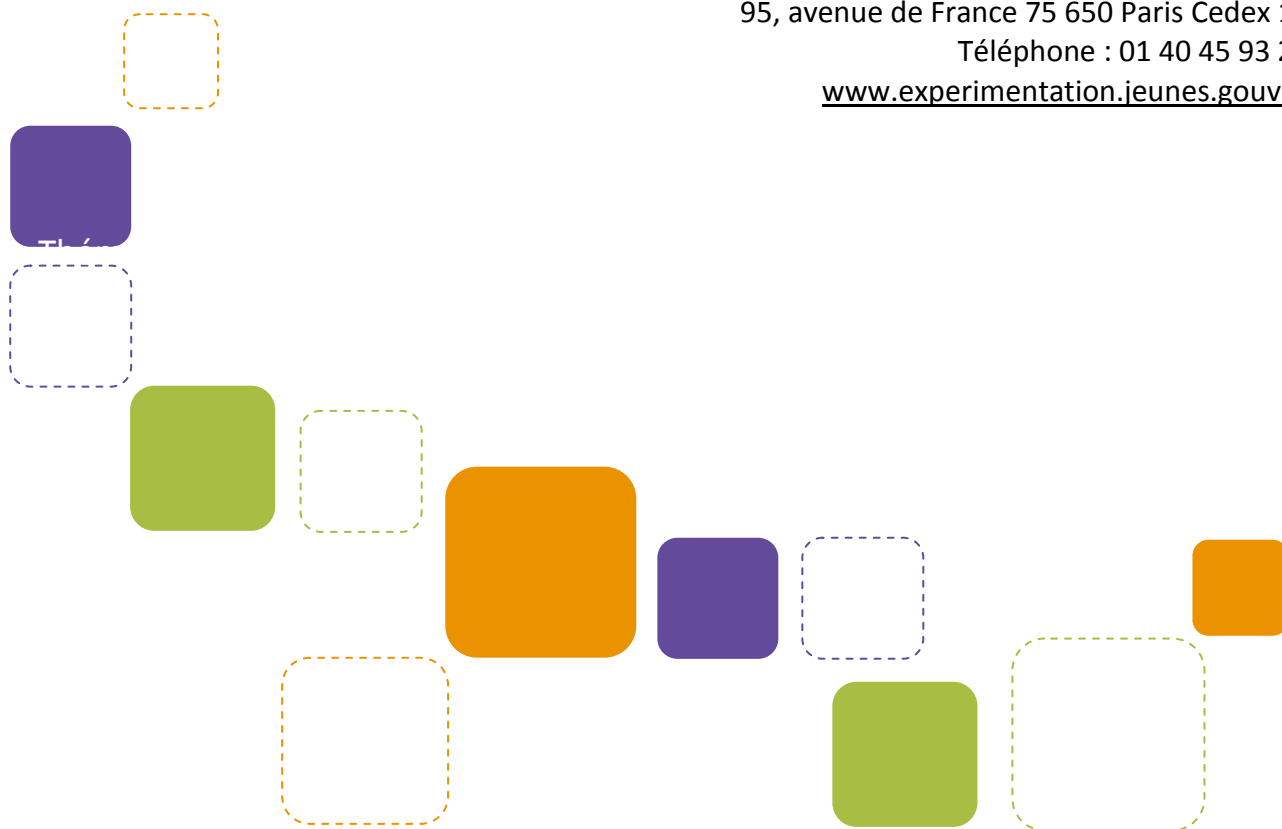 95, avenue de France 75 650 Paris Cedex
Téléphone : 01 40 45 93
www.experimentation.jeunes.gouv